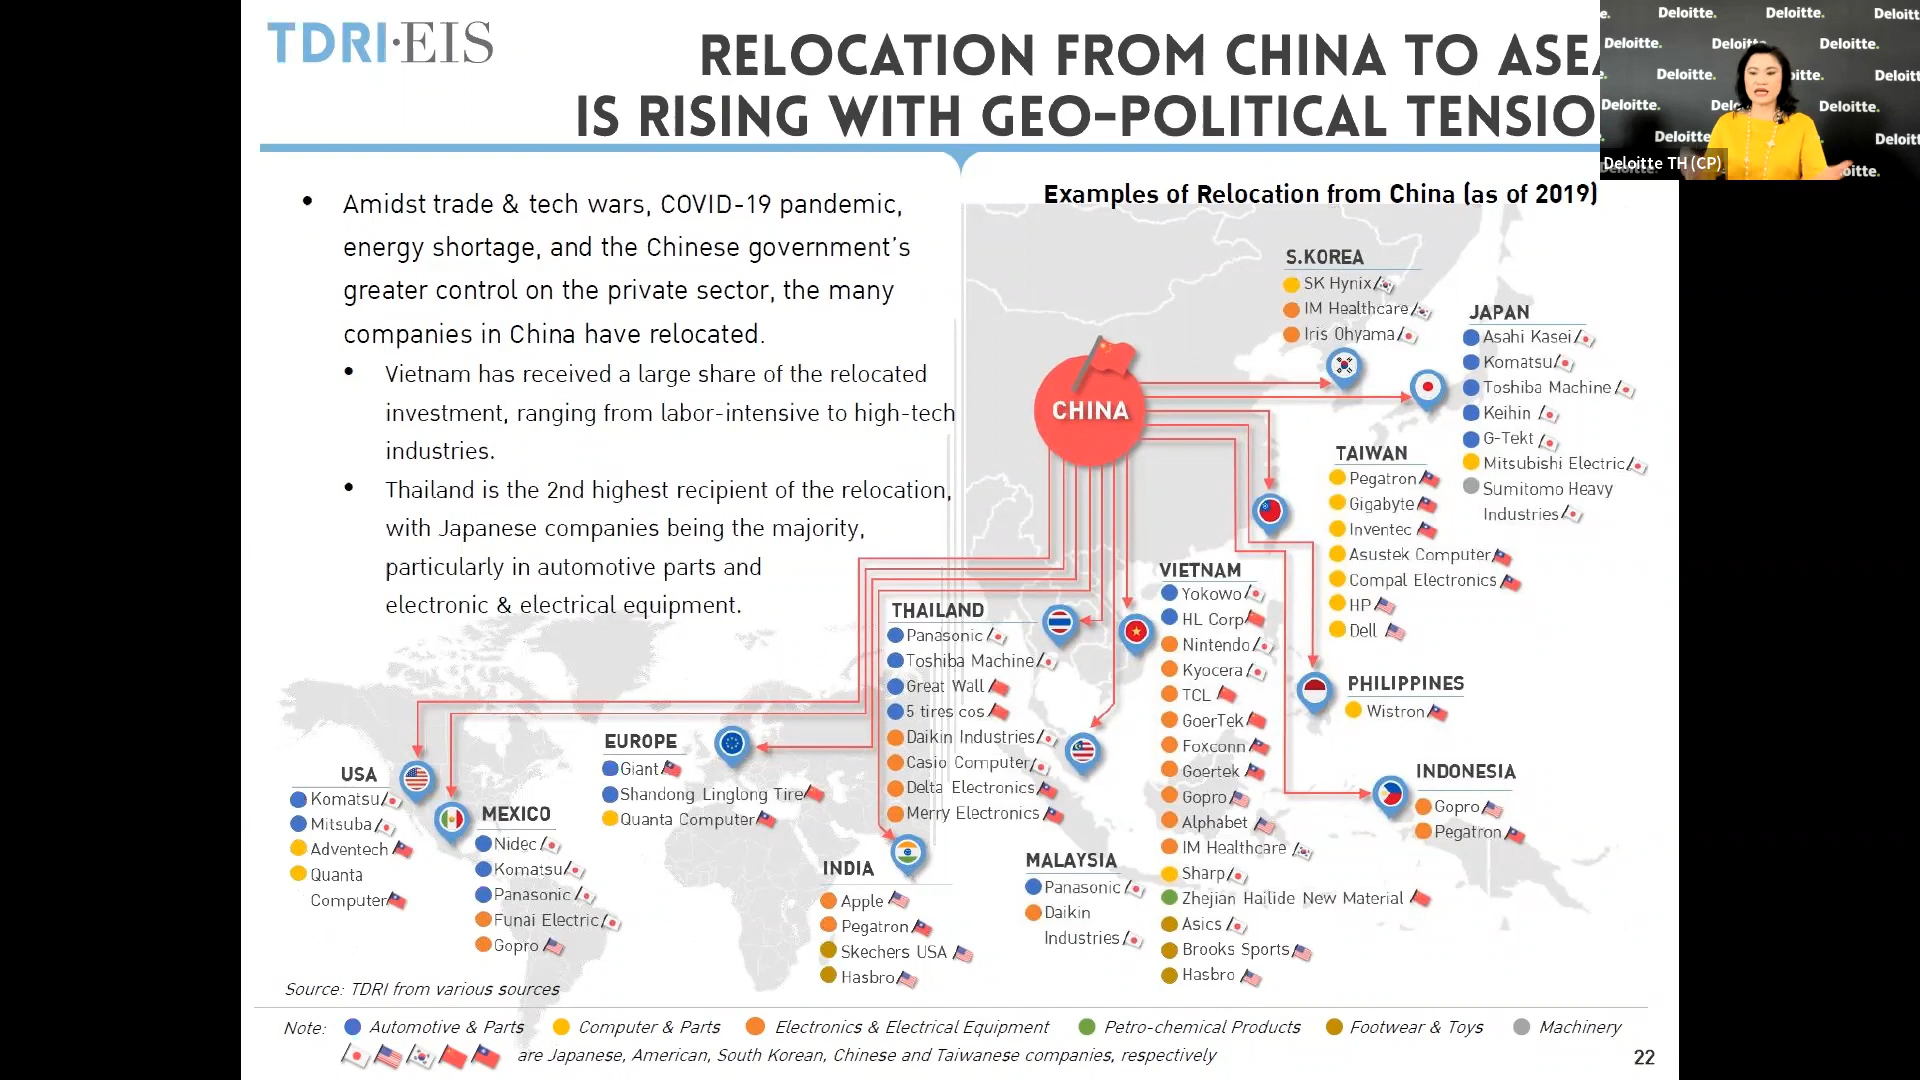 TDRI·EIS
RELOCATION FROM CHINA TO ASEA
IS RISING WITH GEO-POLITICAL TENSIO
Deloitte TH (CP)
Deloitte. Deloitte. Deloitt
Deloitte. Deloitte.
Deloitte. Deloitt
Deloitte.
Deloitte. Deloitt
• Amidst trade & tech wars, COVID-19 pandemic,
energy shortage, and the Chinese government's
greater control on the private sector, the many
companies in China have relocated.
• Vietnam has received a large share of the relocated
investment, ranging from labor-intensive to high-tech
industries.
• Thailand is the 2nd highest recipient of the relocation,
with Japanese companies being the majority,
particularly in automotive parts and
electronic & electrical equipment.
Examples of Relocation from China (as of 2019)
CHINA
S.KOREA
SK Hynix/
IM Healthcare/
Iris Ohyama/
JAPAN
Asahi Kasei/
Komatsu/
Toshiba Machine/
Keihin/
G-Tekt/
Mitsubishi Electric/
Sumitomo Heavy
Industries/
TAIWAN
Pegatron
Gigabyte
Inventec
Asustek Computer
Compal Electronics
HP
Dell
VIETNAM
Yokowo/
HL Corp
Nintendo/
Kyocera/
TCL
GoerTek
Foxconn
Goertek
Gopro
Alphabet
IM Healthcare
Sharp/
Zhejian Hailide New Material
Asics/
Brooks Sports
Hasbro
THAILAND
Panasonic/
Toshiba Machine/
Great Wall
5 tires cos
Daikin Industries/
Casio Computer/
Delta Electronics
Merry Electronics
PHILIPPINES
Wistron
INDONESIA
Gopro
Pegatron
EUROPE
Giant
Shandong Linglong Tire
Quanta Computer
USA
Komatsu/
Mitsuba/
Adventech
Quanta
Computer
MEXICO
Nidec/
Komatsu/
Panasonic/
Funai Electric/
Gopro
INDIA
Apple
Pegatron
Skechers USA
Hasbro
MALAYSIA
Panasonic/
Daikin
Industries/
Source: TDRI from various sources
Note: Automotive & Parts Computer & Parts Electronics & Electrical Equipment Petro-chemical Products Footwear & Toys Machinery
are Japanese, American, South Korean, Chinese and Taiwanese companies, respectively
22